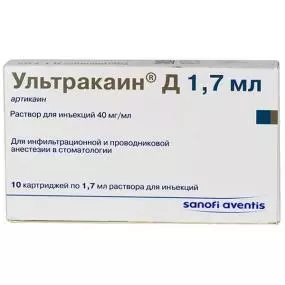 Ультракаин® Д 1,7 мл
артикаин
Раствор для инъекций 40 мг/мл
Для инфильтрационной и проводниковой
анестезии в стоматологии
10 картриджей по 1,7 мл раствора для инъекций
sanofi aventis